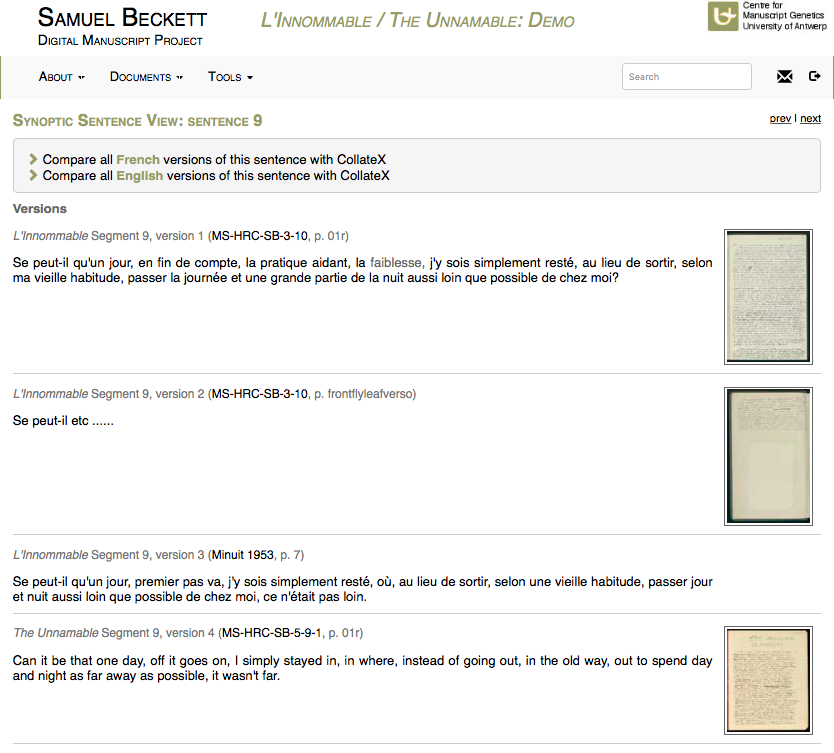 SAMUEL BECKETT
DIGITAL MANUSCRIPT PROJECT
L'INNOMMABLE / THE UNNAMABLE: DEMO
Centre for
Manuscript Genetics
University of Antwerp
ABOUT
DOCUMENTS
TOOLS
Search
SYNOPTIC SENTENCE VIEW: SENTENCE 9
prev | next
Compare all French versions of this sentence with CollateX
Compare all English versions of this sentence with CollateX
Versions
L'Innommable Segment 9, version 1 (MS-HRC-SB-3-10, p. 01r)
Se peut-il qu'un jour, en fin de compte, la pratique aidant, la faiblesse, j'y sois simplement resté, au lieu de sortir, selon
ma vieille habitude, passer la journée et une grande partie de la nuit aussi loin que possible de chez moi?
L'Innommable Segment 9, version 2 (MS-HRC-SB-3-10, p. frontflyleafverso)
Se peut-il etc ......
L'Innommable Segment 9, version 3 (Minuit 1953, p. 7)
Se peut-il qu'un jour, premier pas va, j'y sois simplement resté, où, au lieu de sortir, selon une vieille habitude, passer jour
et nuit aussi loin que possible de chez moi, ce n'était pas loin.
The Unnamable Segment 9, version 4 (MS-HRC-SB-5-9-1, p. 01r)
Can it be that one day, off it goes on, I simply stayed in, in where, instead of going out, in the old way, out to spend day
and night as far away as possible, it wasn't far.